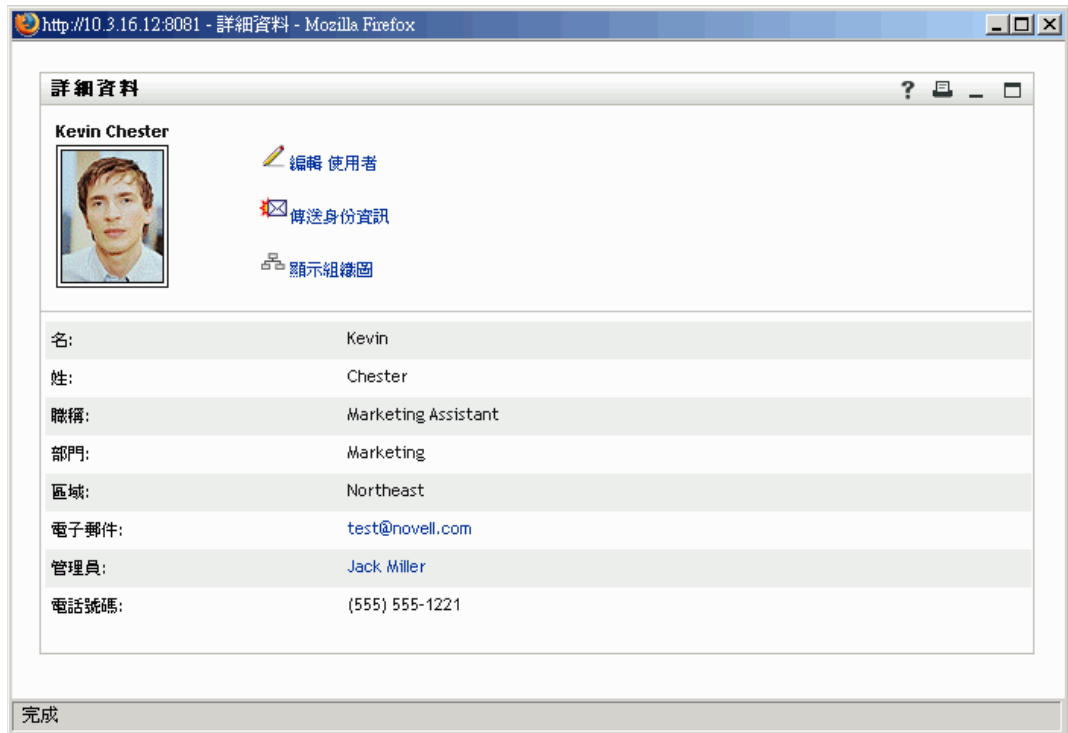 http://10.3.16.12:8081 - 詳細資料 - Mozilla Firefox
詳細資料
Kevin Chester
編輯 使用者
傳送身份資訊
顯示組織圖
名: Kevin
姓: Chester
職稱: Marketing Assistant
部門: Marketing
區域: Northeast
電子郵件: test@novell.com
管理員: Jack Miller
電話號碼: (555) 555-1221
完成